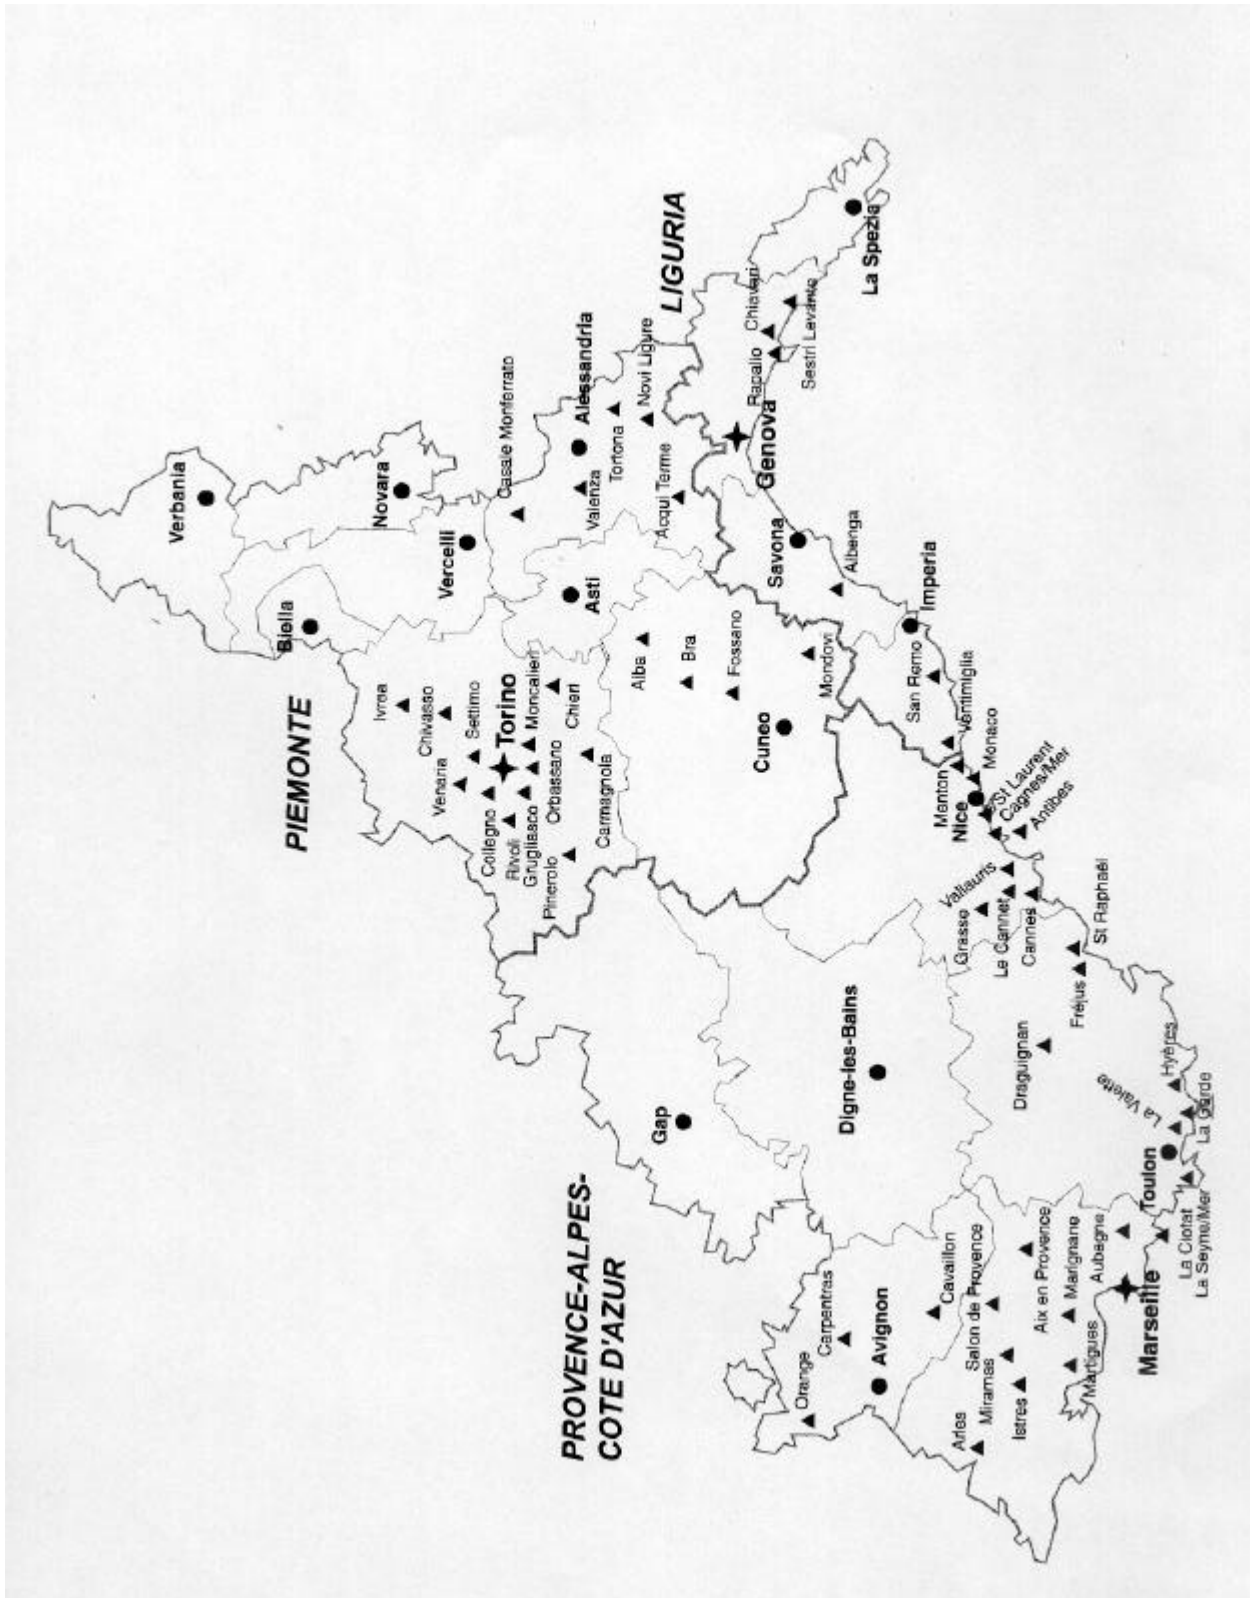 PIEMONTE
Verbania
Biella
Novara
Vercelli
Ivrea
Chivasso
Settimo
Venaria
Torino
Collegno
Rivoli
Grugliasco
Moncalieri
Orbassano
Pinerolo
Chieri
Carmagnola
Asti
Casale Monferrato
Alessandria
Valenza
Tortona
Novi Ligure
Acqui Terme
Alba
Bra
Fossano
Mondovi
Cuneo
LIGURIA
Chiavari
Rapallo
Sestri Levante
La Spezia
Genova
Savona
Albenga
Imperia
San Remo
Ventimiglia
PROVENCE-ALPES-
COTE D'AZUR
Monaco
Menton
Nice
St Laurent
Cagnes/Mer
Antibes
Vallauris
Grasse
Le Cannet
Cannes
St Raphaël
Fréjus
Draguignan
Digne-les-Bains
Gap
Hyères
La Valette
La Garde
Toulon
La Ciotat
La Seyne/Mer
Aubagne
Marseille
Marignane
Aix en Provence
Martigues
Salon de Provence
Cavaillon
Carpentras
Avignon
Orange
Miramas
Istres
Arles